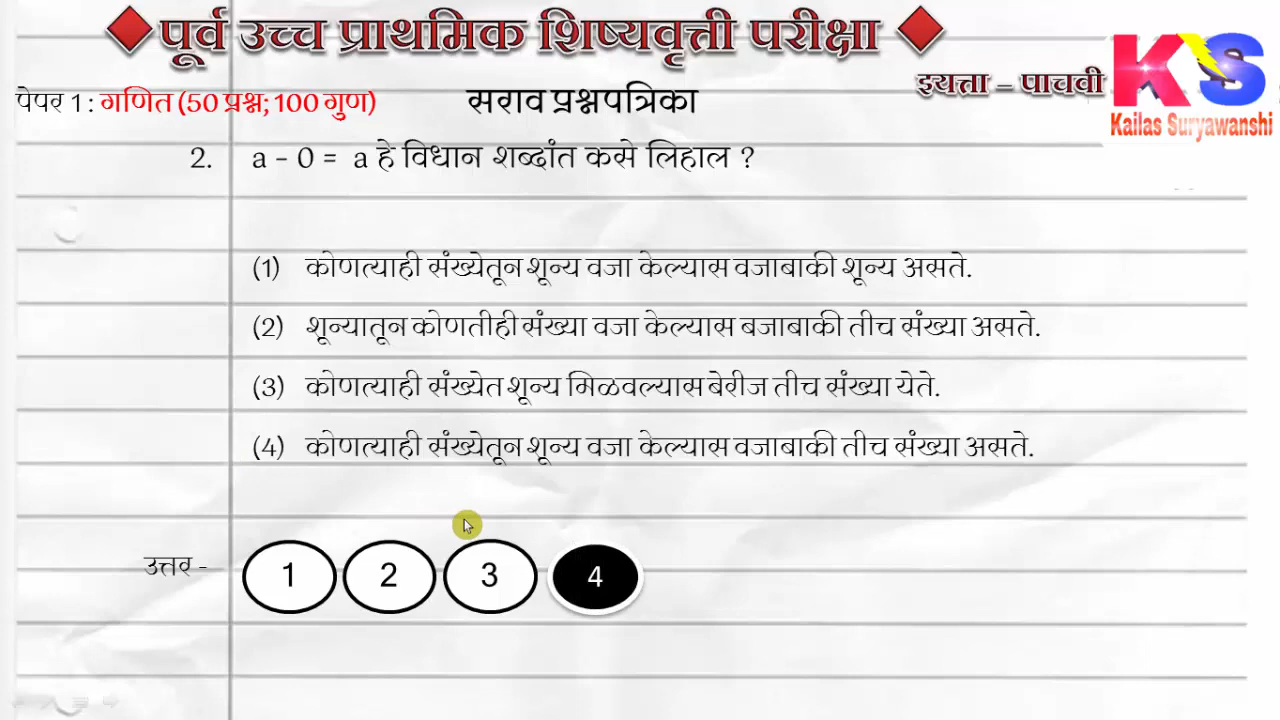 पूर्व उच्च प्राथमिक शिष्यवृत्ती परीक्षा
इयत्ता – पाचवी
KS
Kailas Suryawanshi
पेपर 1 : गणित (50 प्रश्न; 100 गुण)
सराव प्रश्नपत्रिका
2. a - 0 = a हे विधान शब्दांत कसे लिहाल ?
(1) कोणत्याही संख्येतून शून्य वजा केल्यास वजाबाकी शून्य असते.
(2) शून्यातून कोणतीही संख्या वजा केल्यास बजाबाकी तीच संख्या असते.
(3) कोणत्याही संख्येत शून्य मिळवल्यास बेरीज तीच संख्या येते.
(4) कोणत्याही संख्येतून शून्य वजा केल्यास वजाबाकी तीच संख्या असते.
उत्तर - 1 2 3 4